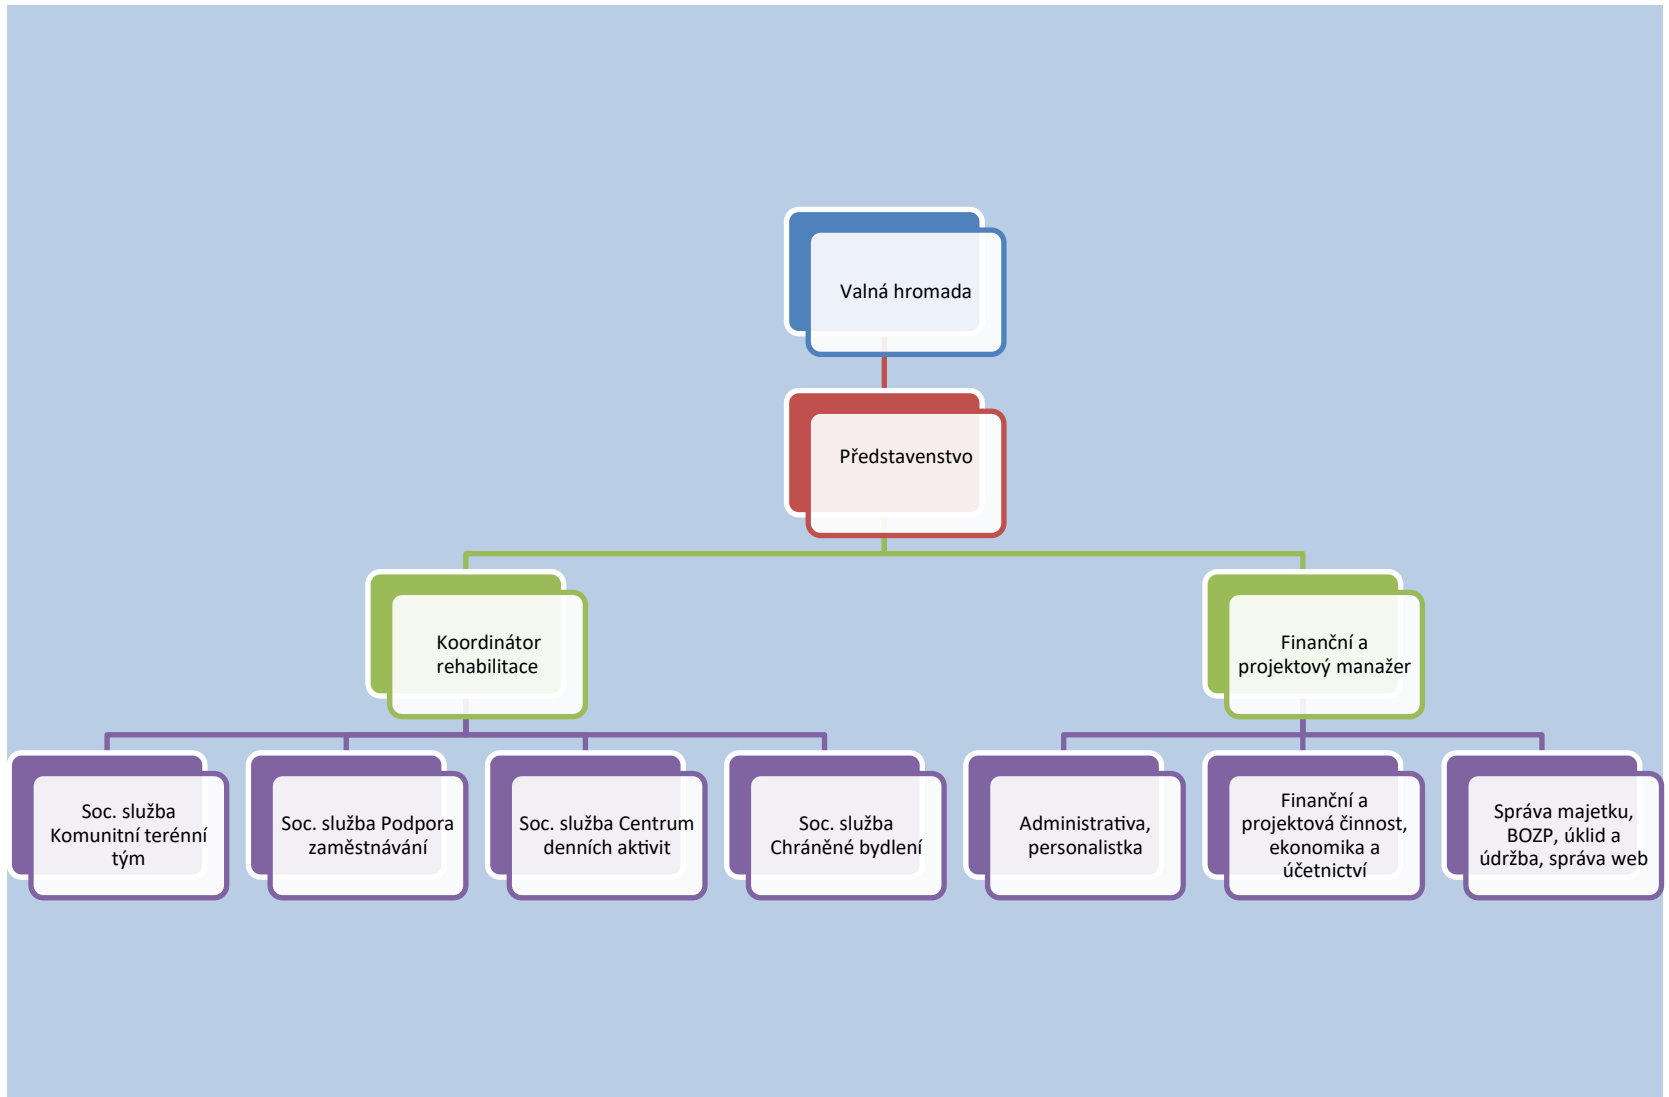 Valná hromada
Představenstvo
Koordinátor
rehabilitace
Finanční a
projektový manažer
Soc. služba
Komunitní terénní
tým
Soc. služba Podpora
zaměstnávání
Soc. služba Centrum
denních aktivit
Soc. služba
Chráněné bydlení
Administrativa,
personalistka
Finanční a
projektová činnost,
ekonomika a
účetnictví
Správa majetku,
BOZP, úklid a
údržba, správa web